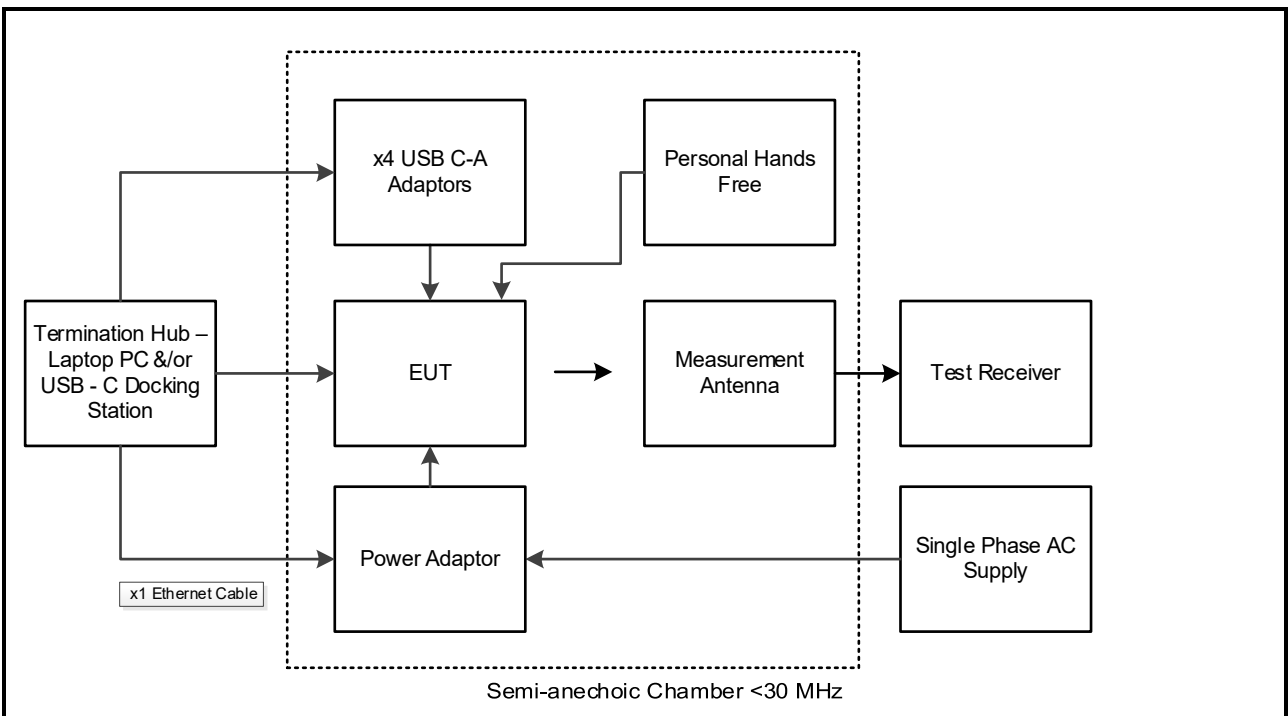 x4 USB C-A
Adaptors
Personal Hands
Free
Termination Hub –
Laptop PC &/or
USB - C Docking
Station
EUT
Measurement
Antenna
Test Receiver
Power Adaptor
Single Phase AC
Supply
x1 Ethernet Cable
Semi-anechoic Chamber <30 MHz